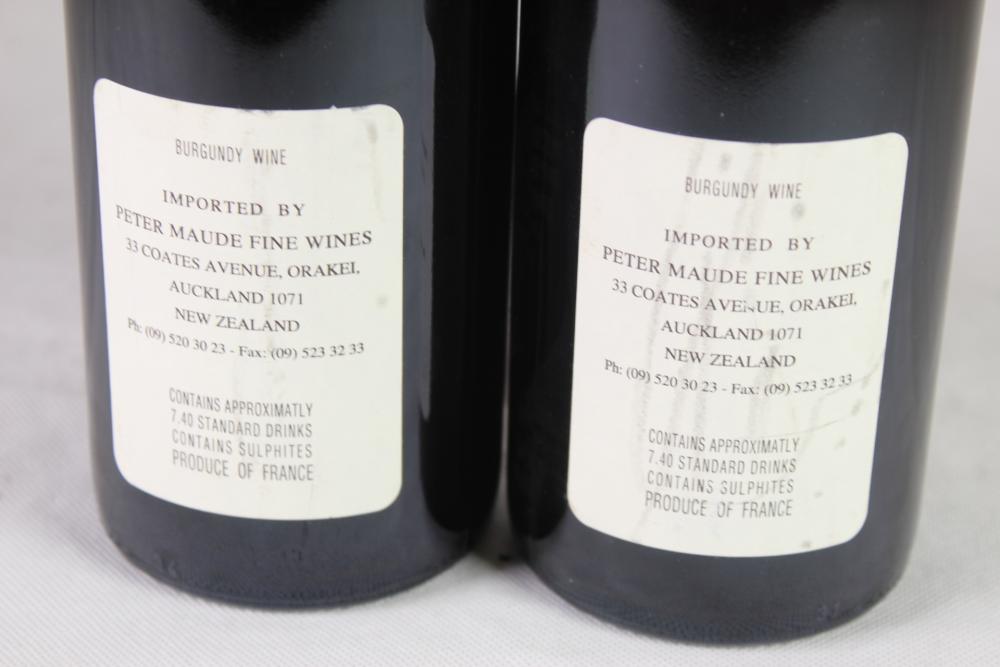 BURGUNDY WINE
IMPORTED BY
PETER MAUDE FINE WINES
33 COATES AVENUE, ORAKEI,
AUCKLAND 1071
NEW ZEALAND
Ph: (09) 520 30 23 - Fax: (09) 523 32 33
CONTAINS APPROXIMATLY
7.40 STANDARD DRINKS
CONTAINS SULPHITES
PRODUCE OF FRANCE
BURGUNDY WINE
IMPORTED BY
PETER MAUDE FINE WINES
33 COATES AVENUE, ORAKEI,
AUCKLAND 1071
NEW ZEALAND
Ph: (09) 520 30 23 - Fax: (09) 523 32 33
CONTAINS APPROXIMATLY
7.40 STANDARD DRINKS
CONTAINS SULPHITES
PRODUCE OF FRANCE